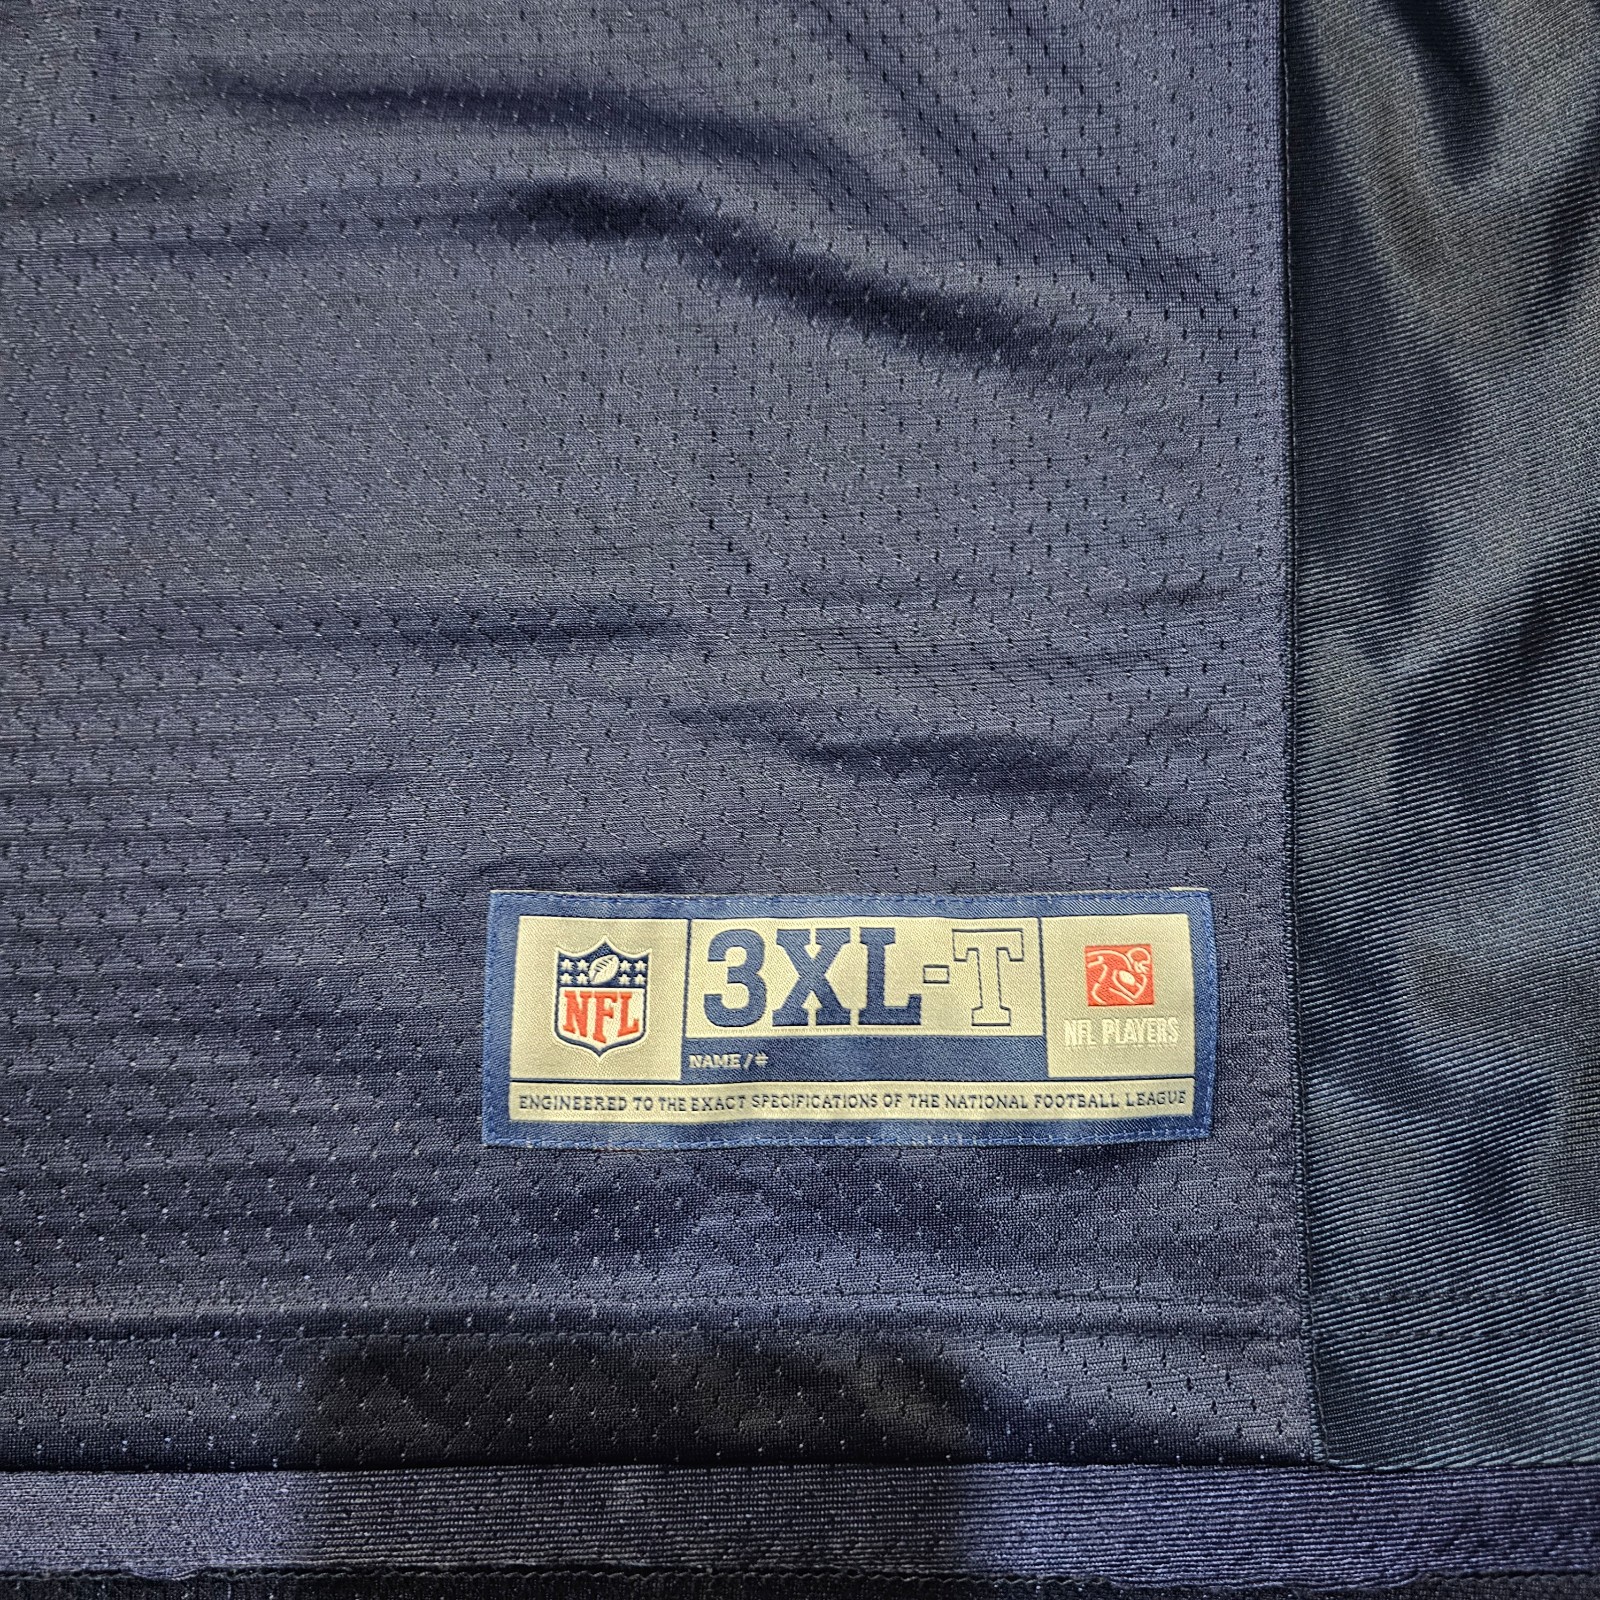 NFL
3XL-T
NFL PLAYERS
NAME/#
ENGINEERED TO THE EXACT SPECIFICATIONS OF THE NATIONAL FOOTBALL LEAGUE